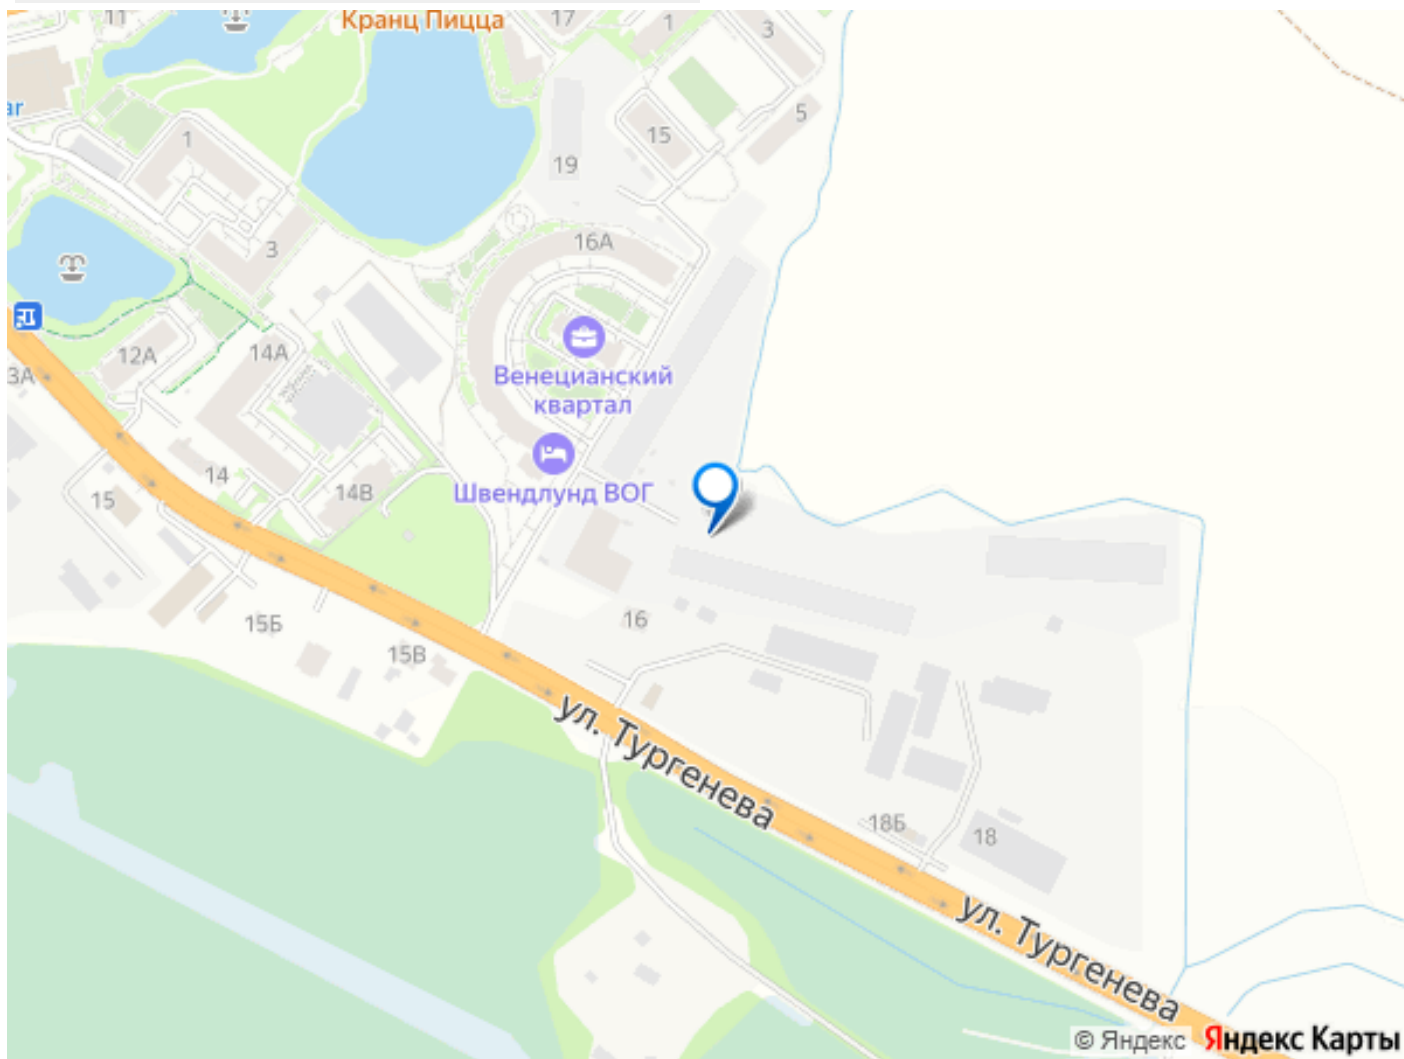 11
Кранц Пицца
17
1
3
ar
1
15
5
19
3
16А
12А
14А
3А
Венецианский
квартал
14
14В
15
Швендлунд ВОГ
15Б
16
15В
ул. Тургенева
18Б
18
ул. Тургенева
© Яндекс
Яндекс Карты